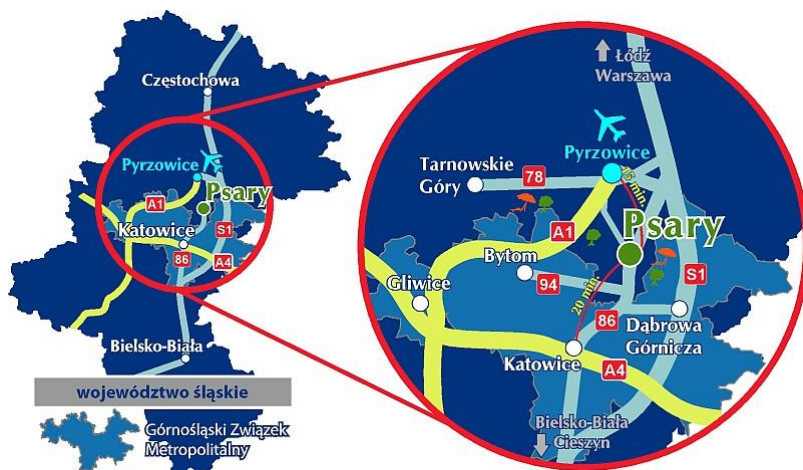 Częstochowa
Pyrzowice
Psary
A1
Katowice
S1
86
A4
Bielsko-Biała
województwo śląskie
Górnośląski Związek
Metropolitalny
Łódź
Warszawa
Pyrzowice
Tarnowskie
Góry
78
15 min.
A1
Psary
Bytom
94
Gliwice
S1
20 min.
86
Dąbrowa
Górnicza
Katowice
A4
Bielsko-Biała
Cieszyn